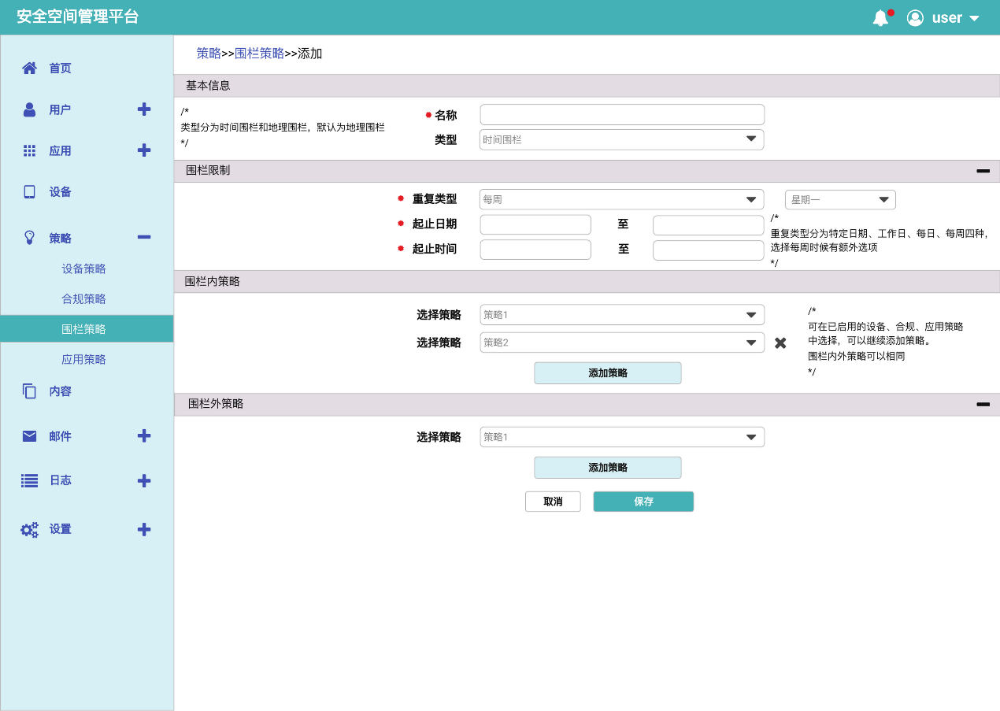 安全空间管理平台
user
首页
用户
应用
设备
策略
设备策略
合规策略
围栏策略
应用策略
内容
邮件
日志
设置
策略>>围栏策略>>添加
基本信息
/*
类型分为时间围栏和地理围栏，默认为地理围栏
*/
名称
类型
时间围栏
围栏限制
重复类型
每周
星期一
起止日期
至
起止时间
至
/*
重复类型分为特定日期、工作日、每日、每周四种，
选择每周时候有额外选项
*/
围栏内策略
选择策略
策略1
选择策略
策略2
添加策略
/*
可在已启用的设备、合规、应用策略
中选择，可以继续添加策略。
围栏内外策略可以相同
*/
围栏外策略
选择策略
策略1
添加策略
取消
保存